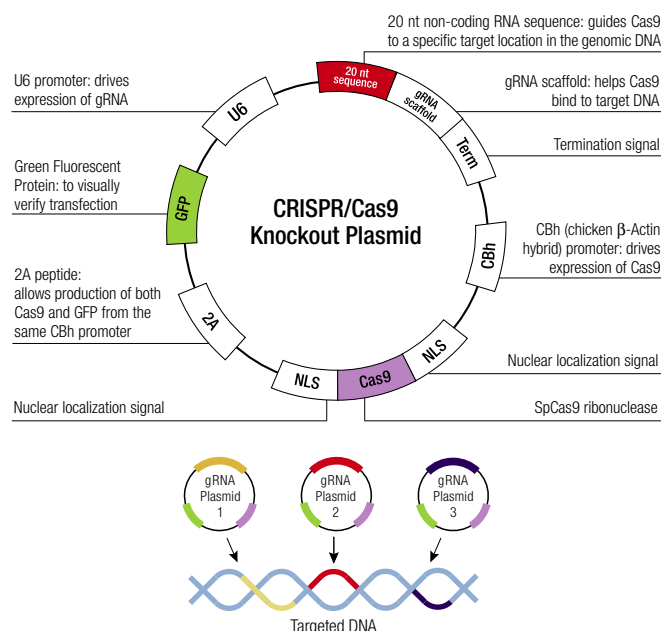 20 nt non-coding RNA sequence: guides Cas9
to a specific target location in the genomic DNA
U6 promoter: drives
expression of gRNA
gRNA scaffold: helps Cas9
bind to target DNA
Termination signal
Green Fluorescent
Protein: to visually
verify transfection
CBh (chicken β-Actin
hybrid) promoter: drives
expression of Cas9
2A peptide:
allows production of both
Cas9 and GFP from the
same CBh promoter
Nuclear localization signal
Nuclear localization signal
SpCas9 ribonuclease
CRISPR/Cas9
Knockout Plasmid
20 nt
sequence
gRNA
scaffold
Term
CBh
NLS
Cas9
NLS
2A
GFP
U6
gRNA
Plasmid
1
gRNA
Plasmid
2
gRNA
Plasmid
3
Targeted DNA